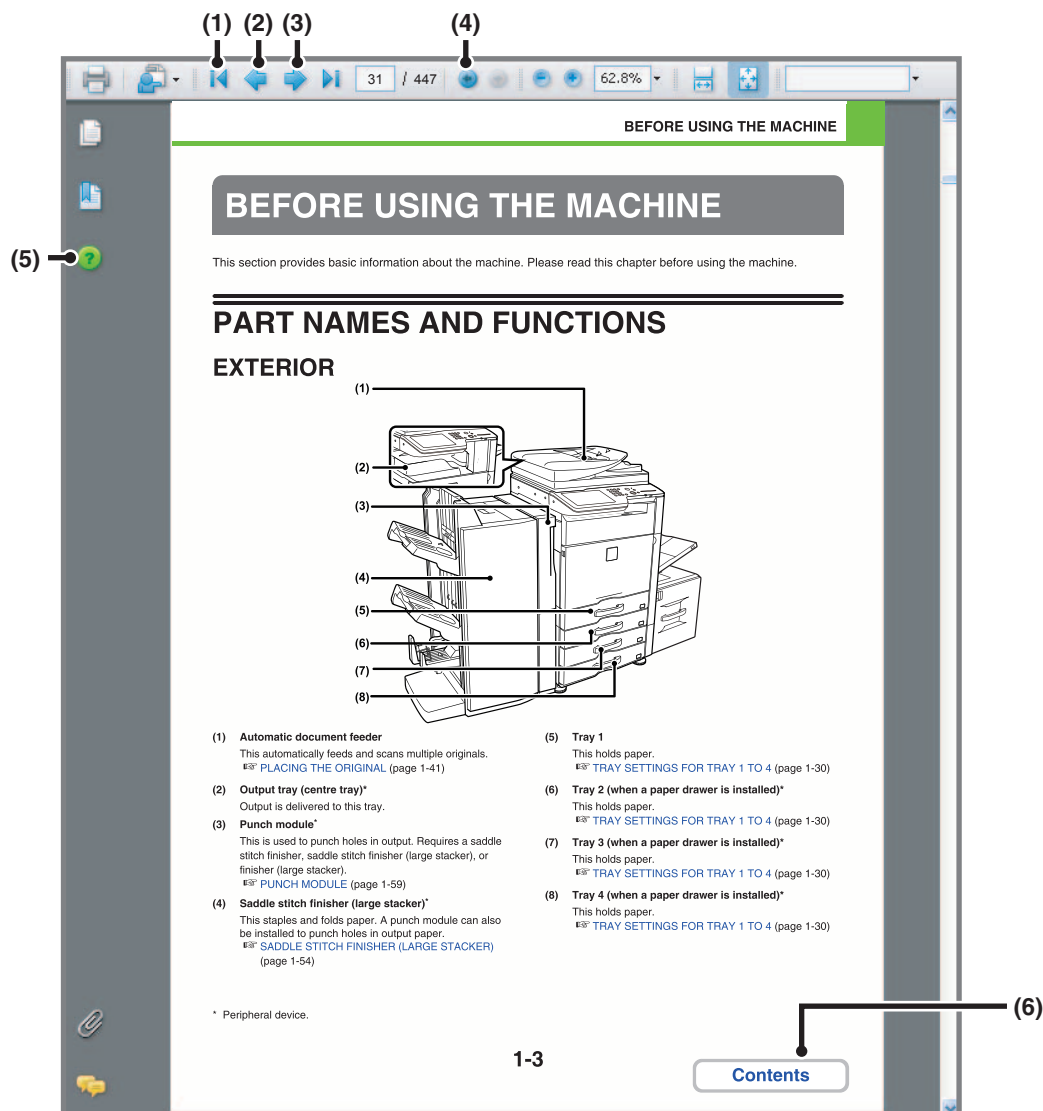 (1) (2) (3) (4)
31 / 447 62.8%
BEFORE USING THE MACHINE
BEFORE USING THE MACHINE
(5)
This section provides basic information about the machine. Please read this chapter before using the machine.
PART NAMES AND FUNCTIONS
EXTERIOR
(1)
(2)
(3)
(4)
(5)
(6)
(7)
(8)
(1) Automatic document feeder
This automatically feeds and scans multiple originals.
☞ PLACING THE ORIGINAL (page 1-41)
(2) Output tray (centre tray)*
Output is delivered to this tray.
(3) Punch module*
This is used to punch holes in output. Requires a saddle
stitch finisher, saddle stitch finisher (large stacker), or
finisher (large stacker).
☞ PUNCH MODULE (page 1-59)
(4) Saddle stitch finisher (large stacker)*
This staples and folds paper. A punch module can also
be installed to punch holes in output paper.
☞ SADDLE STITCH FINISHER (LARGE STACKER)
(page 1-54)
(5) Tray 1
This holds paper.
☞ TRAY SETTINGS FOR TRAY 1 TO 4 (page 1-30)
(6) Tray 2 (when a paper drawer is installed)*
This holds paper.
☞ TRAY SETTINGS FOR TRAY 1 TO 4 (page 1-30)
(7) Tray 3 (when a paper drawer is installed)*
This holds paper.
☞ TRAY SETTINGS FOR TRAY 1 TO 4 (page 1-30)
(8) Tray 4 (when a paper drawer is installed)*
This holds paper.
☞ TRAY SETTINGS FOR TRAY 1 TO 4 (page 1-30)
* Peripheral device.
(6)
1-3
Contents